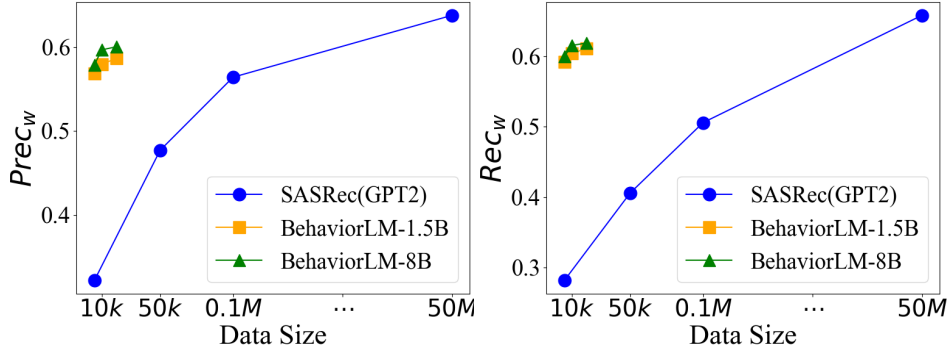 0.6
0.5
0.4
Prec_w
SASRec(GPT2)
BehaviorLM-1.5B
BehaviorLM-8B
10k 50k 0.1M ... 50M
Data Size
0.6
0.5
0.4
0.3
Rec_w
SASRec(GPT2)
BehaviorLM-1.5B
BehaviorLM-8B
10k 50k 0.1M ... 50M
Data Size